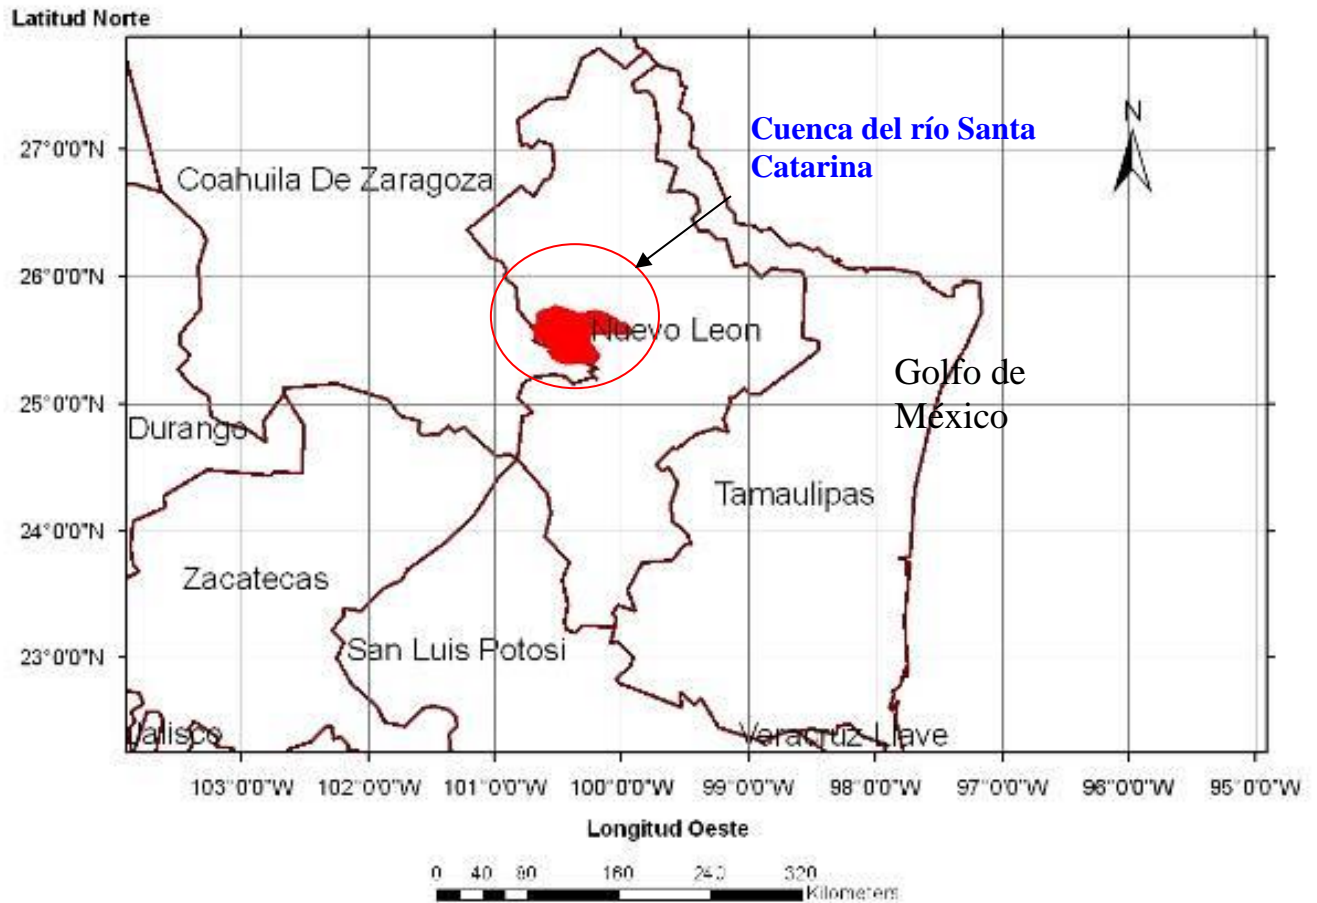 Latitud Norte
N
Cuenca del río Santa
Catarina
27°0'0"N
Coahuila De Zaragoza
26°0'0"N
Nuevo Leon
Golfo de
México
25°0'0"N
Durango
Tamaulipas
24°0'0"N
Zacatecas
San Luis Potosi
23°0'0"N
Jalisco
Veracruz-Llave
103°0'0"W 102°0'0"W 101°0'0"W 100°0'0"W 99°0'0"W 98°0'0"W 97°0'0"W 96°0'0"W 95°0'0"W
Longitud Oeste
0 40 80 160 240 320
Kilometers